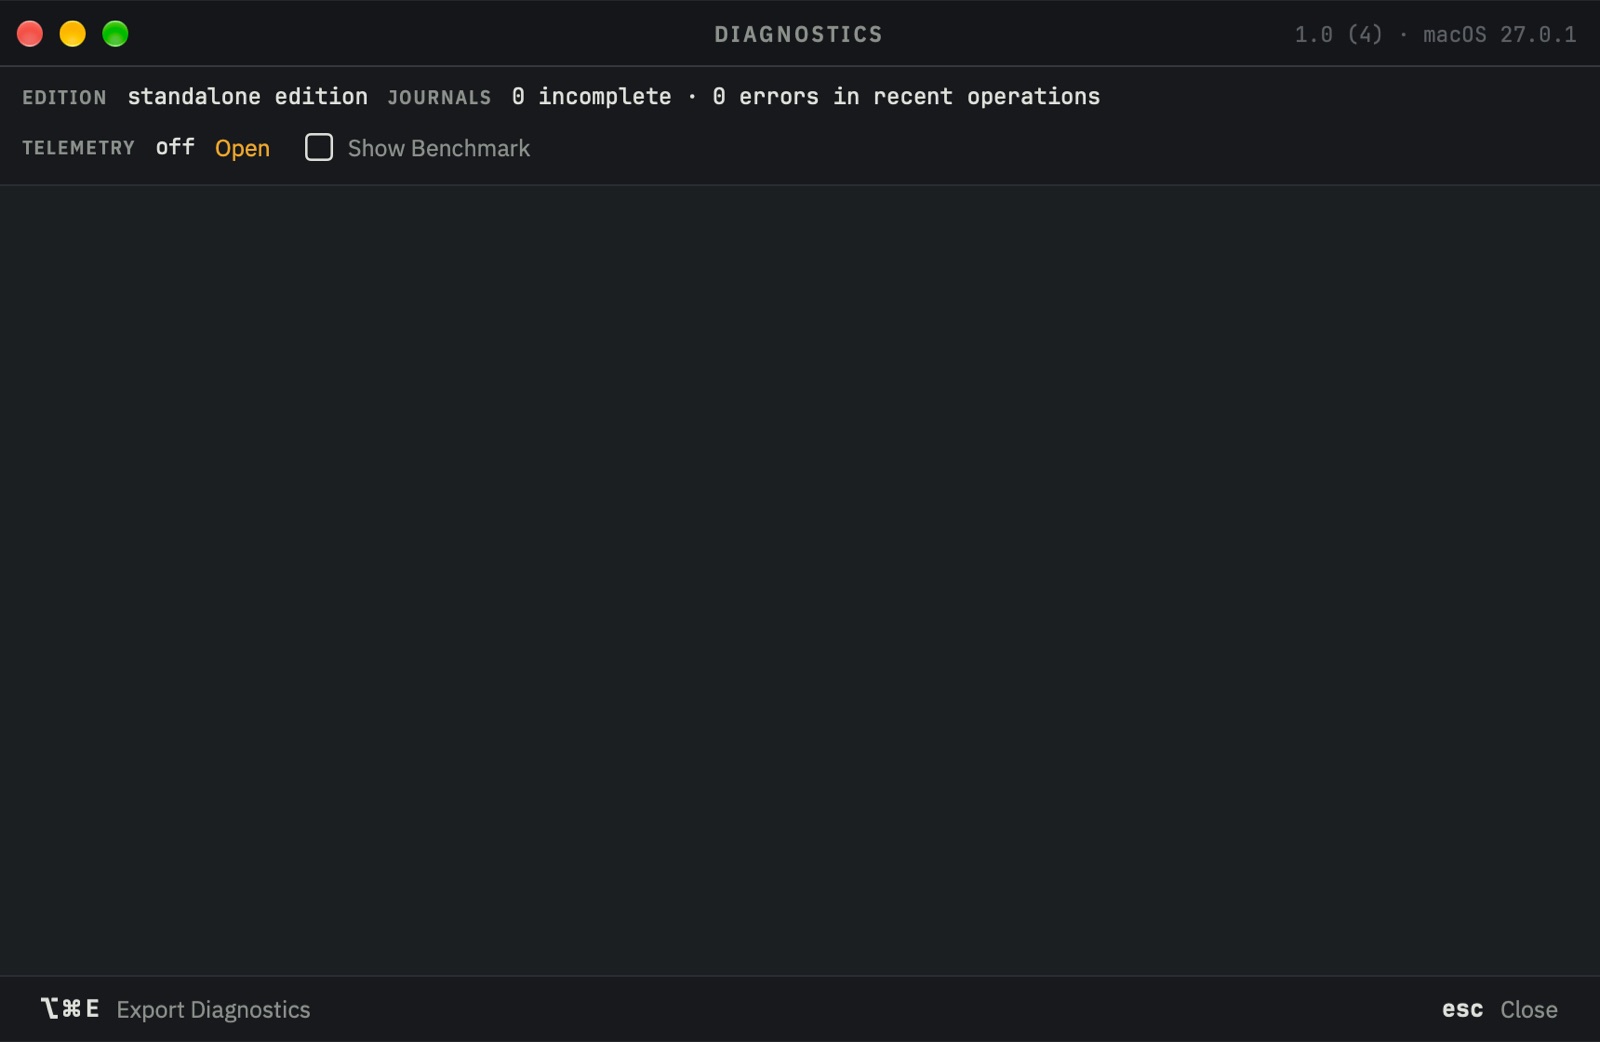 DIAGNOSTICS 1.0 (4) · macOS 27.0.1
EDITION standalone edition JOURNALS 0 incomplete · 0 errors in recent operations
TELEMETRY off Open Show Benchmark
⌥⌘E Export Diagnostics esc Close